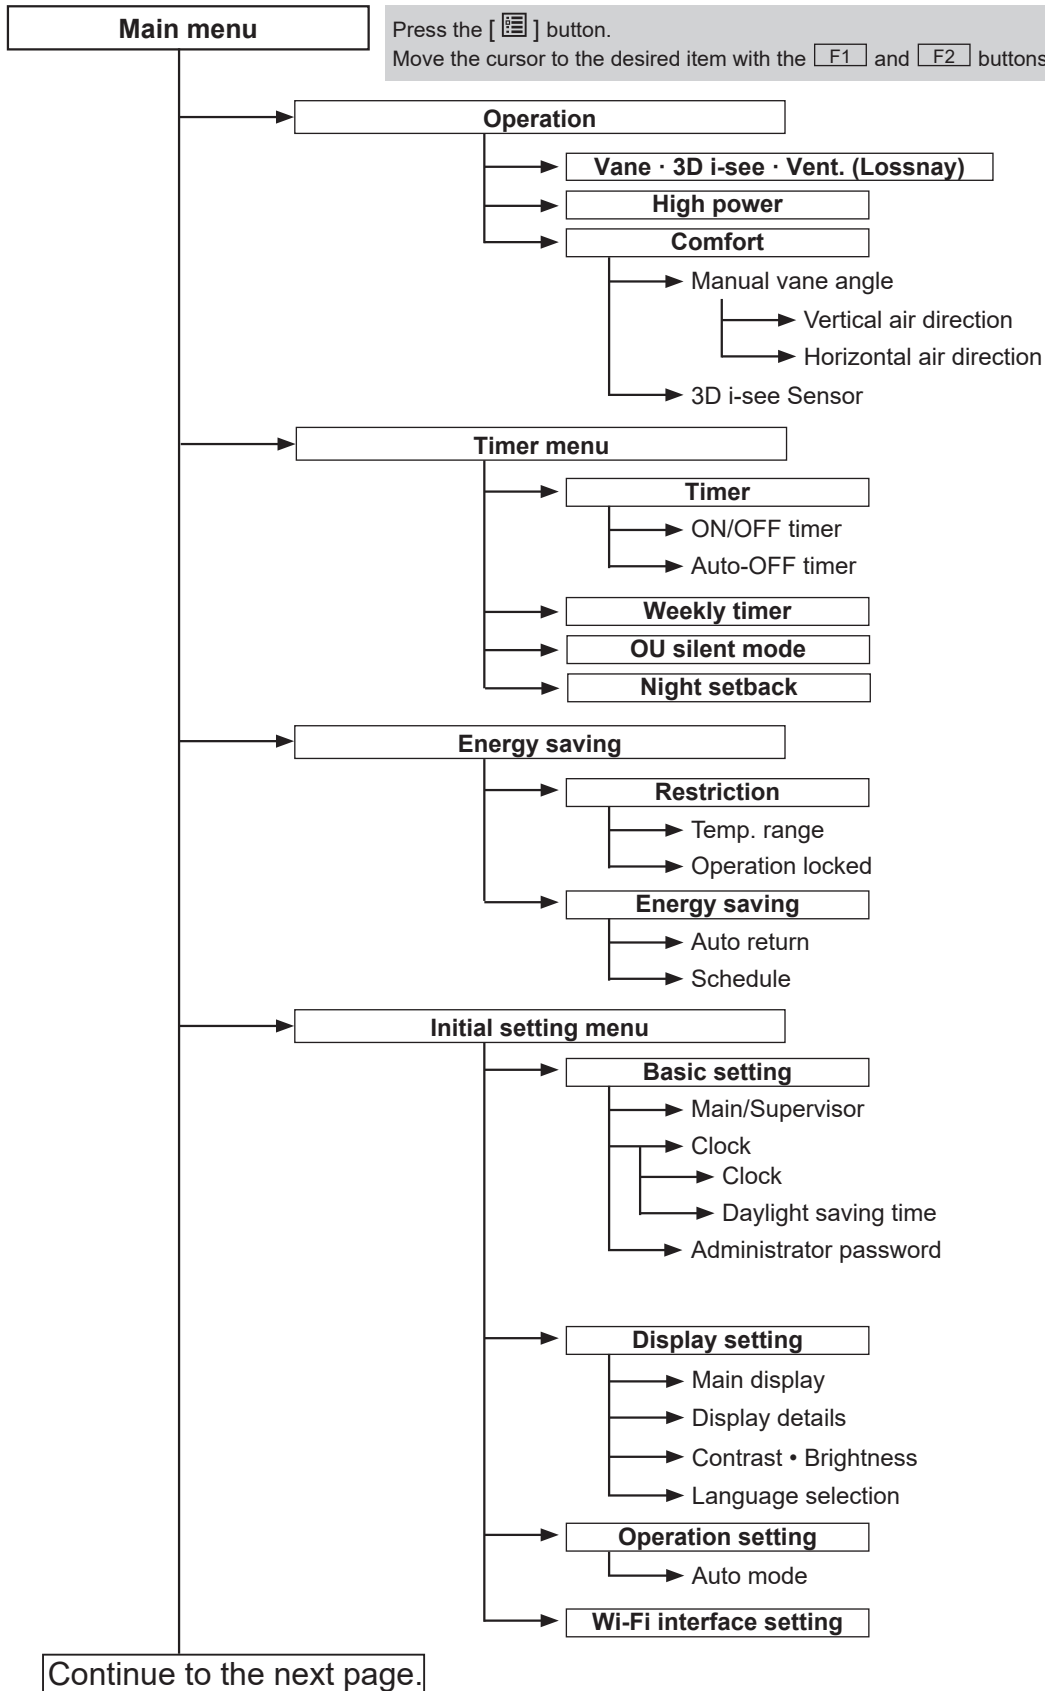 Main menu
Press the [ ] button.
Move the cursor to the desired item with the F1 and F2 buttons
Operation
Vane · 3D i-see · Vent. (Lossnay)
High power
Comfort
Manual vane angle
Vertical air direction
Horizontal air direction
3D i-see Sensor
Timer menu
Timer
ON/OFF timer
Auto-OFF timer
Weekly timer
OU silent mode
Night setback
Energy saving
Restriction
Temp. range
Operation locked
Energy saving
Auto return
Schedule
Initial setting menu
Basic setting
Main/Supervisor
Clock
Clock
Daylight saving time
Administrator password
Display setting
Main display
Display details
Contrast • Brightness
Language selection
Operation setting
Auto mode
Wi-Fi interface setting
Continue to the next page.